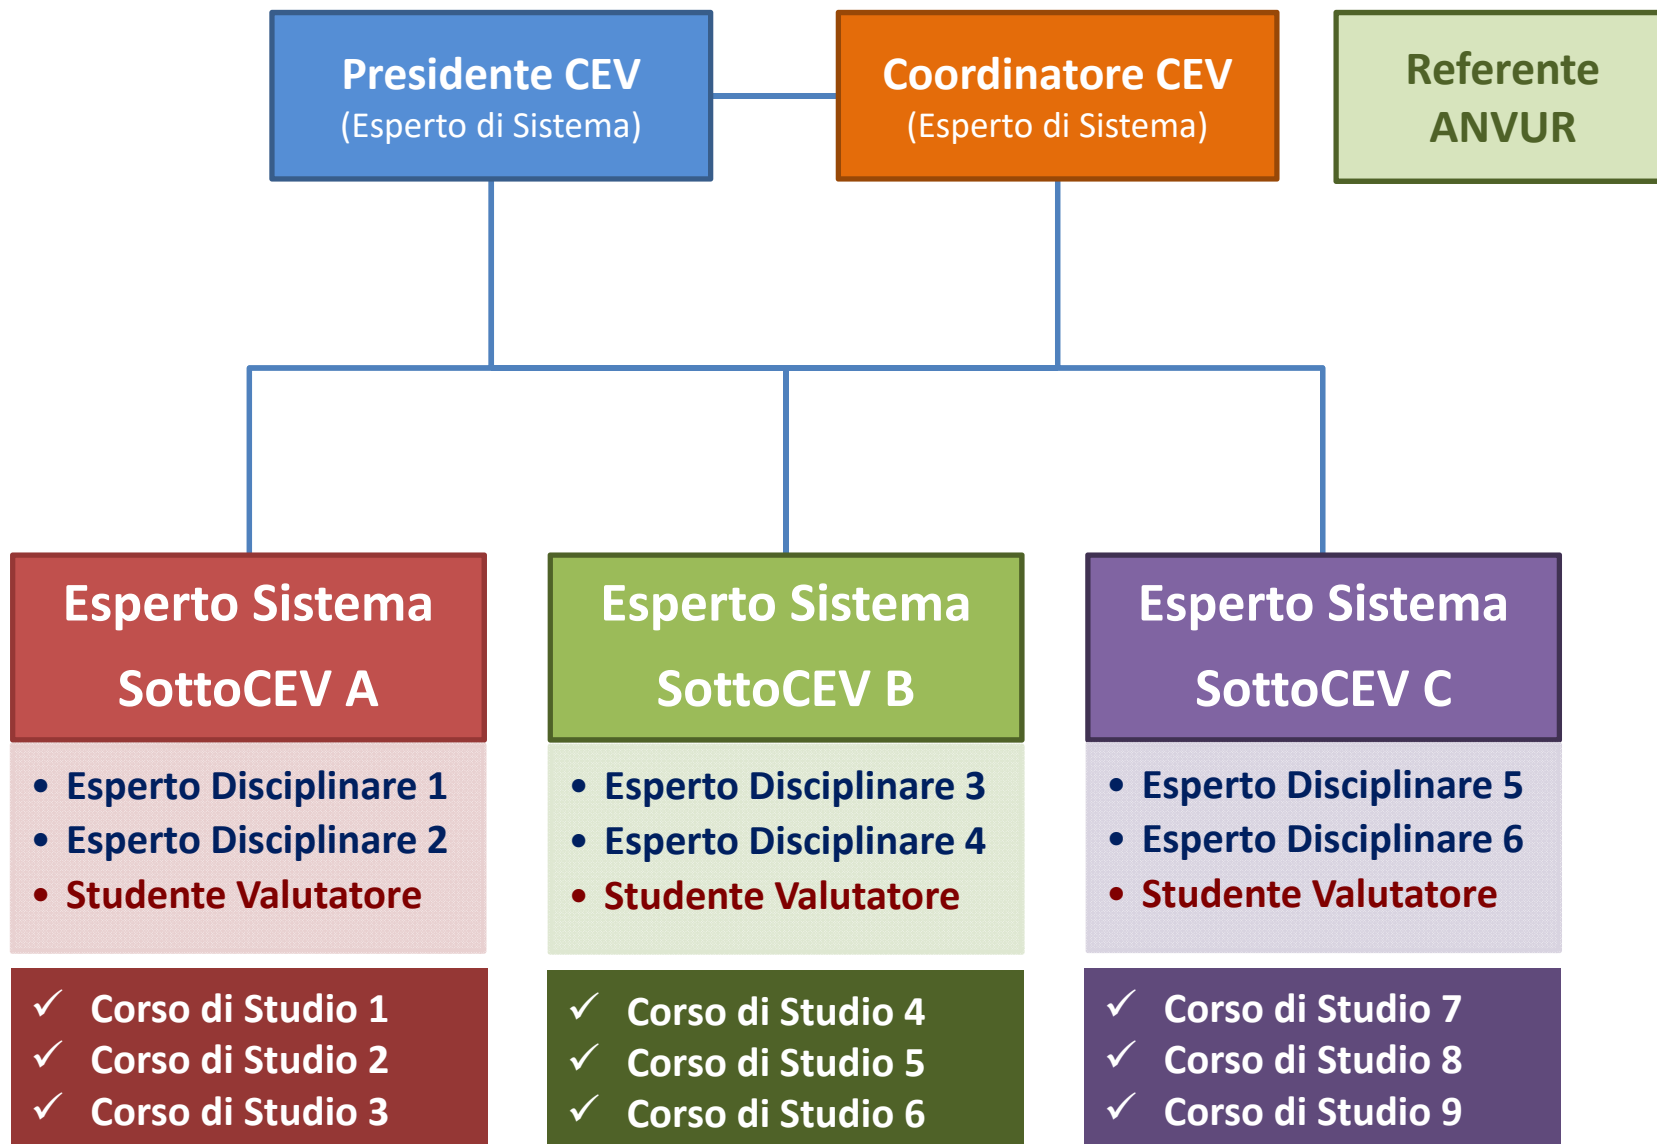 Presidente CEV
(Esperto di Sistema)
Coordinatore CEV
(Esperto di Sistema)
Referente
ANVUR
Esperto Sistema
SottoCEV A
• Esperto Disciplinare 1
• Esperto Disciplinare 2
• Studente Valutatore
✓ Corso di Studio 1
✓ Corso di Studio 2
✓ Corso di Studio 3
Esperto Sistema
SottoCEV B
• Esperto Disciplinare 3
• Esperto Disciplinare 4
• Studente Valutatore
✓ Corso di Studio 4
✓ Corso di Studio 5
✓ Corso di Studio 6
Esperto Sistema
SottoCEV C
• Esperto Disciplinare 5
• Esperto Disciplinare 6
• Studente Valutatore
✓ Corso di Studio 7
✓ Corso di Studio 8
✓ Corso di Studio 9